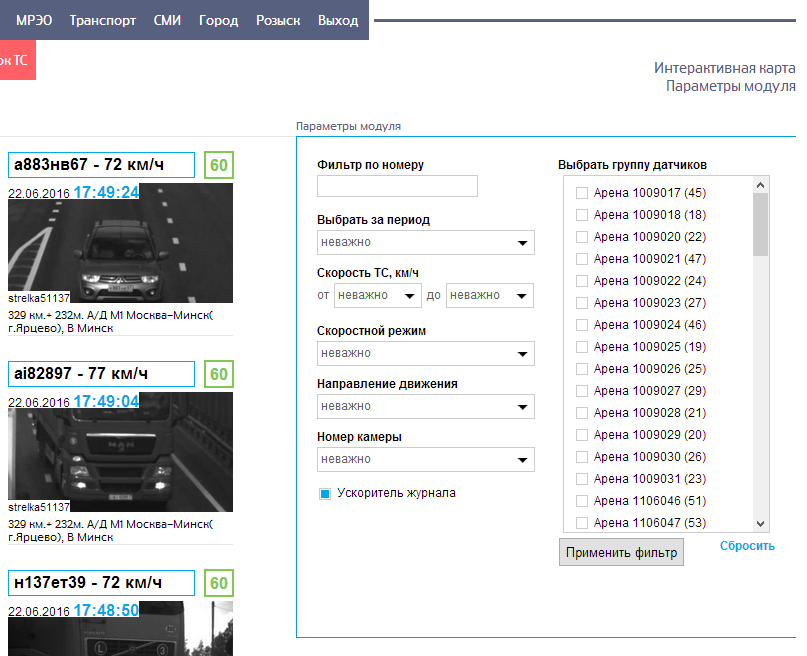 МРЭО Транспорт СМИ Город Розыск Выход
ок ТС
Интерактивная карта
Параметры модуля
Параметры модуля
а883нв67 - 72 км/ч 60
22.06.2016 17:49:24
strelka51137
329 км.+ 232м. А/Д М1 Москва-Минск(
г.Ярцево), В Минск
ai82897 - 77 км/ч 60
22.06.2016 17:49:04
strelka51137
329 км.+ 232м. А/Д М1 Москва-Минск(
г.Ярцево), В Минск
н137ет39 - 72 км/ч 60
22.06.2016 17:48:50
Фильтр по номеру
Выбрать за период
неважно
Скорость ТС, км/ч
от неважно до неважно
Скоростной режим
неважно
Направление движения
неважно
Номер камеры
неважно
Ускоритель журнала
Выбрать группу датчиков
Арена 1009017 (45)
Арена 1009018 (18)
Арена 1009020 (22)
Арена 1009021 (47)
Арена 1009022 (24)
Арена 1009023 (27)
Арена 1009024 (46)
Арена 1009025 (19)
Арена 1009026 (25)
Арена 1009027 (29)
Арена 1009028 (21)
Арена 1009029 (20)
Арена 1009030 (26)
Арена 1009031 (23)
Арена 1106046 (51)
Арена 1106047 (53)
Применить фильтр
Сбросить